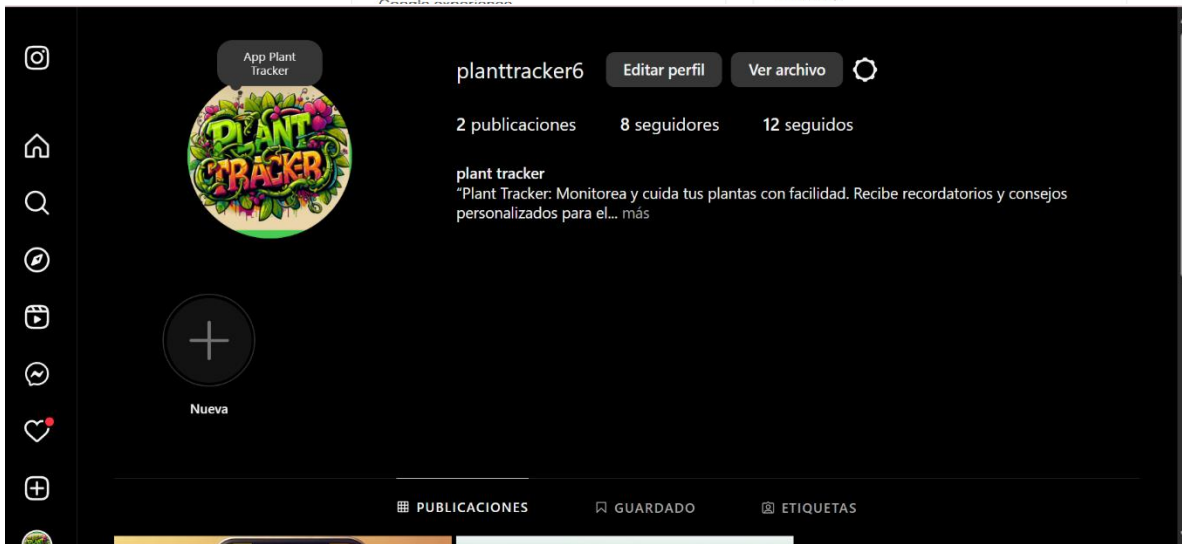 App Plant
Tracker
PLANT
TRACKER
planttracker6 Editar perfil Ver archivo
2 publicaciones 8 seguidores 12 seguidos
plant tracker
“Plant Tracker: Monitorea y cuida tus plantas con facilidad. Recibe recordatorios y consejos
personalizados para el... más
Nueva
PUBLICACIONES GUARDADO ETIQUETAS